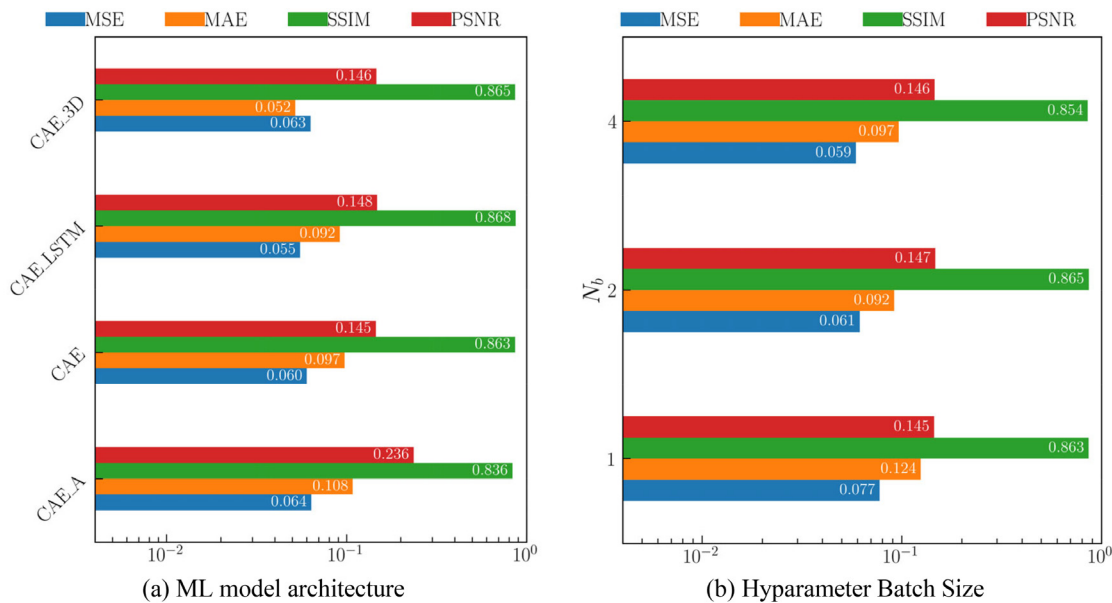 MSE MAE SSIM PSNR
CAE_3D
0.146
0.865
0.052
0.063
CAE_LSTM
0.148
0.868
0.092
0.055
CAE
0.145
0.863
0.097
0.060
CAE_A
0.236
0.836
0.108
0.064
10⁻² 10⁻¹ 10⁰
(a) ML model architecture
MSE MAE SSIM PSNR
N_b
4
0.146
0.854
0.097
0.059
2
0.147
0.865
0.092
0.061
1
0.145
0.863
0.124
0.077
10⁻² 10⁻¹ 10⁰
(b) Hyparameter Batch Size